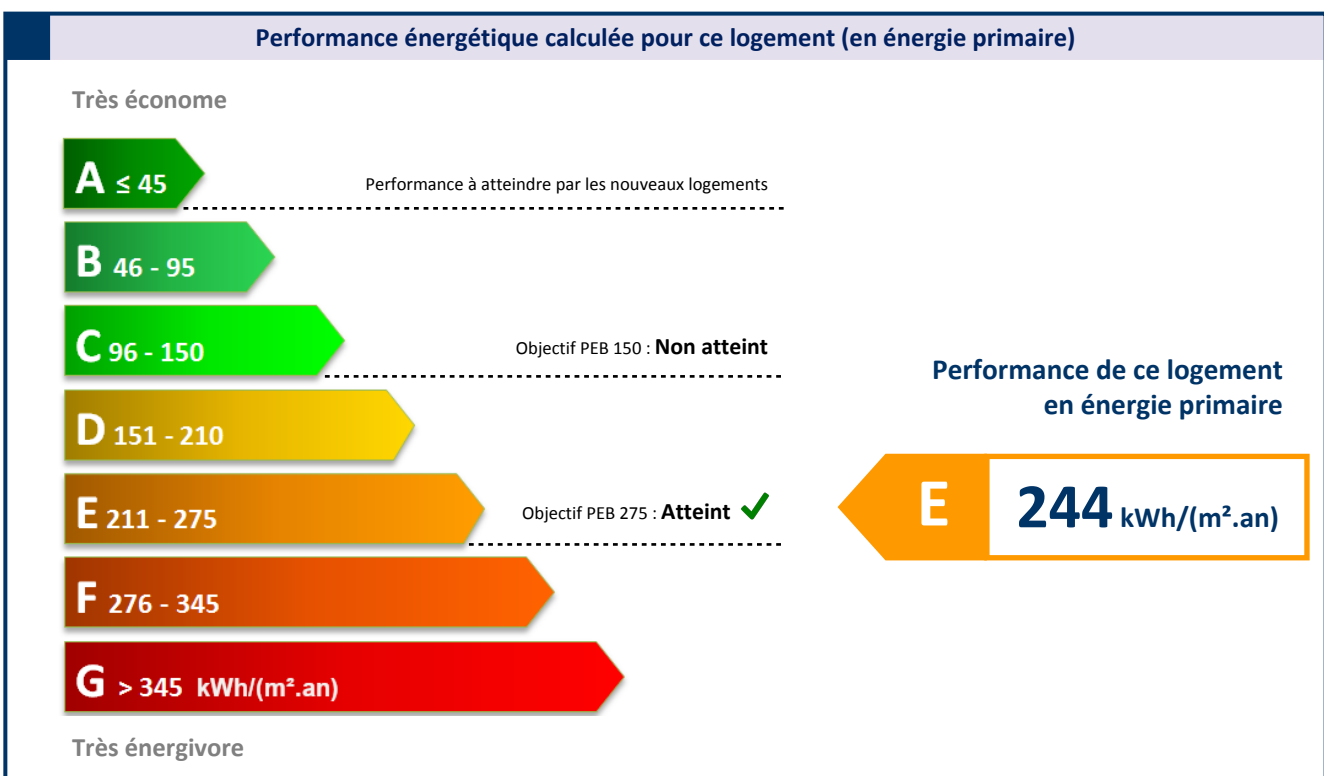 Performance énergétique calculée pour ce logement (en énergie primaire)
Très économe
A ≤ 45
Performance à atteindre par les nouveaux logements
B 46 - 95
C 96 - 150
Objectif PEB 150 : Non atteint
D 151 - 210
E 211 - 275
Objectif PEB 275 : Atteint ✓
F 276 - 345
G > 345 kWh/(m².an)
Très énergivore
Performance de ce logement
en énergie primaire
E 244 kWh/(m².an)